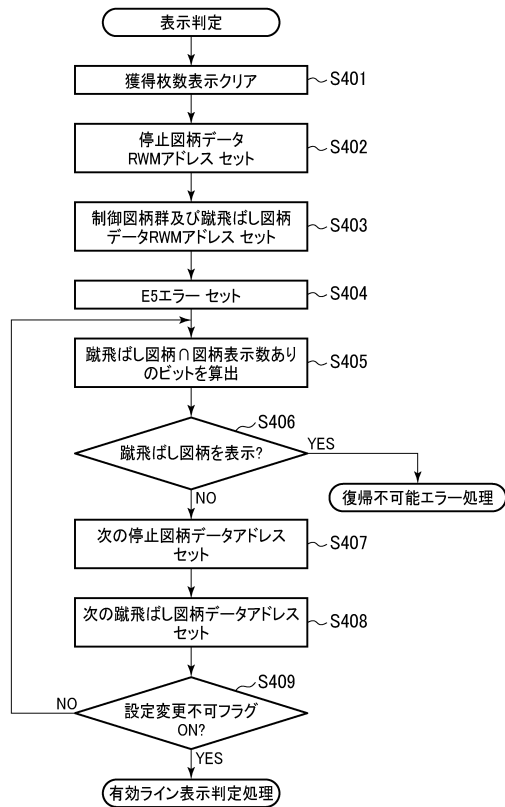 表示判定
獲得枚数表示クリア
S401
停止図柄データ
RWMアドレス セット
S402
制御図柄群及び蹴飛ばし図柄
データRWMアドレス セット
S403
E5エラー セット
S404
蹴飛ばし図柄∩図柄表示数あり
のビットを算出
S405
S406
蹴飛ばし図柄を表示?
YES
NO
復帰不可能エラー処理
次の停止図柄データアドレス
セット
S407
次の蹴飛ばし図柄データアドレス
セット
S408
S409
NO
設定変更不可フラグ
ON?
YES
有効ライン表示判定処理